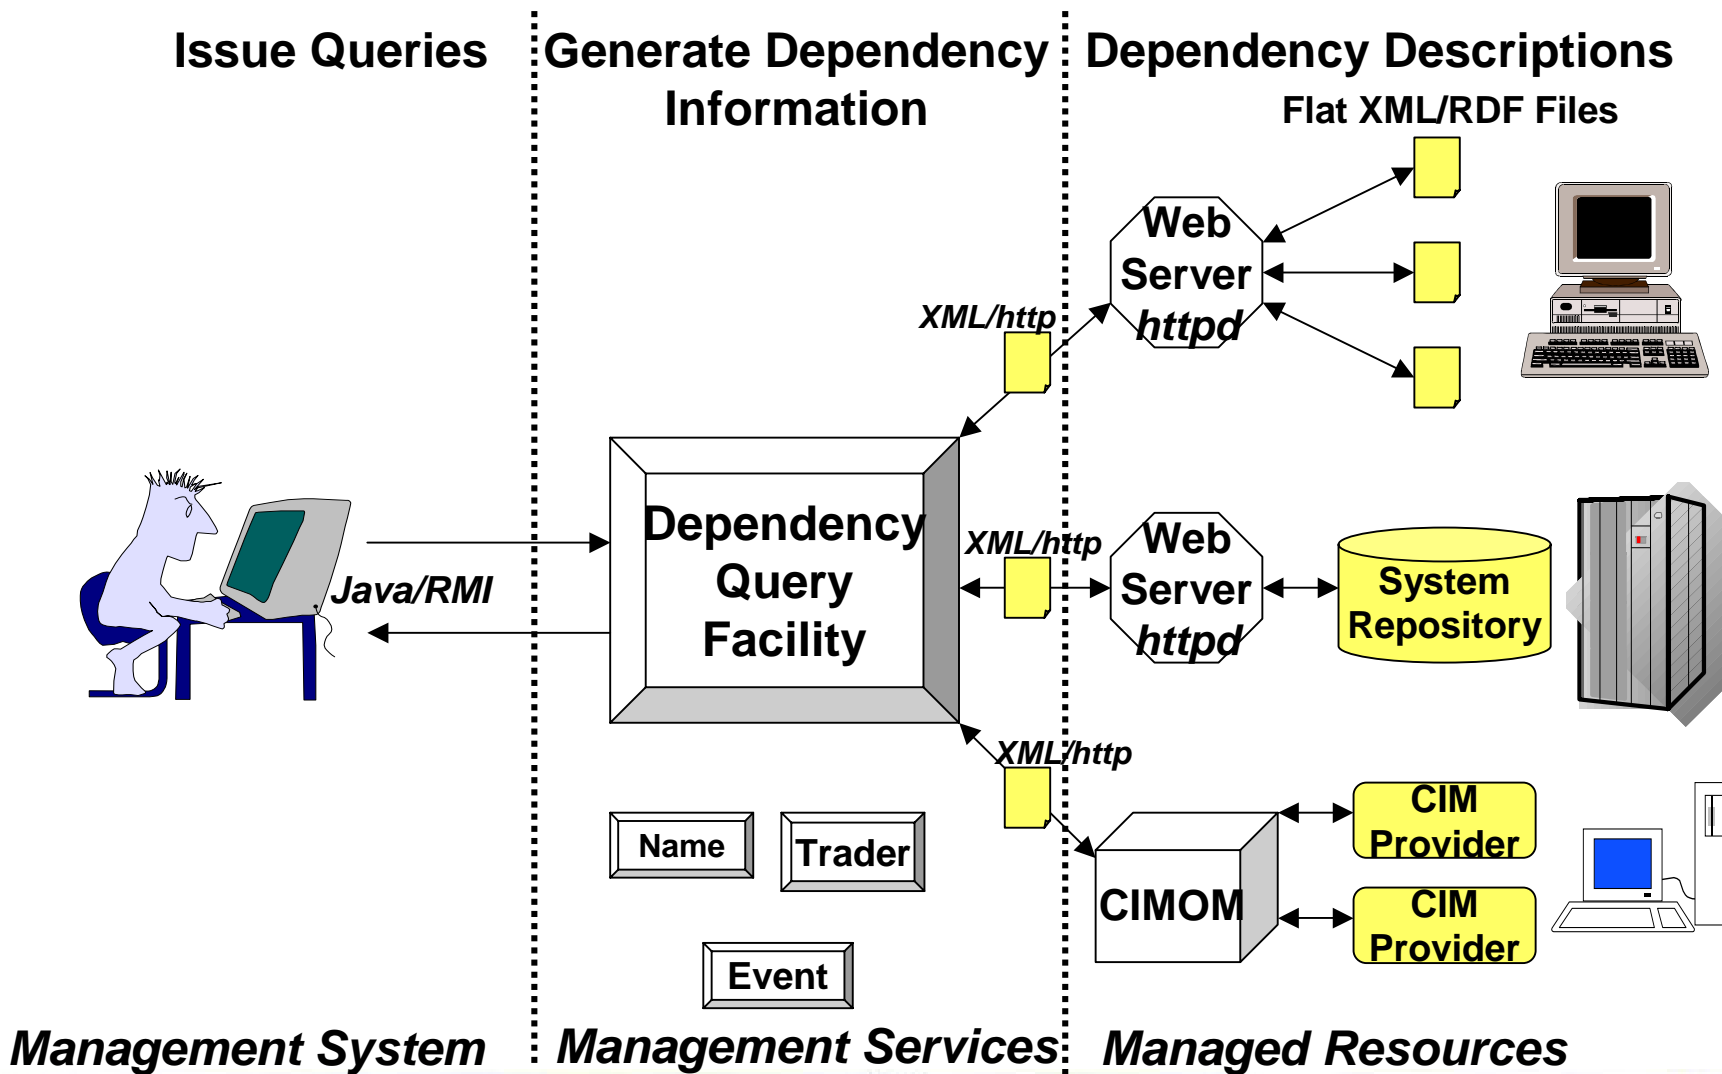 Issue Queries
Generate Dependency
Information
Dependency Descriptions
Flat XML/RDF Files
Web
Server
httpd
XML/http
Java/RMI
Dependency
Query
Facility
XML/http
Web
Server
httpd
System
Repository
XML/http
Name
Trader
Event
CIMOM
CIM
Provider
CIM
Provider
Management System
Management Services
Managed Resources